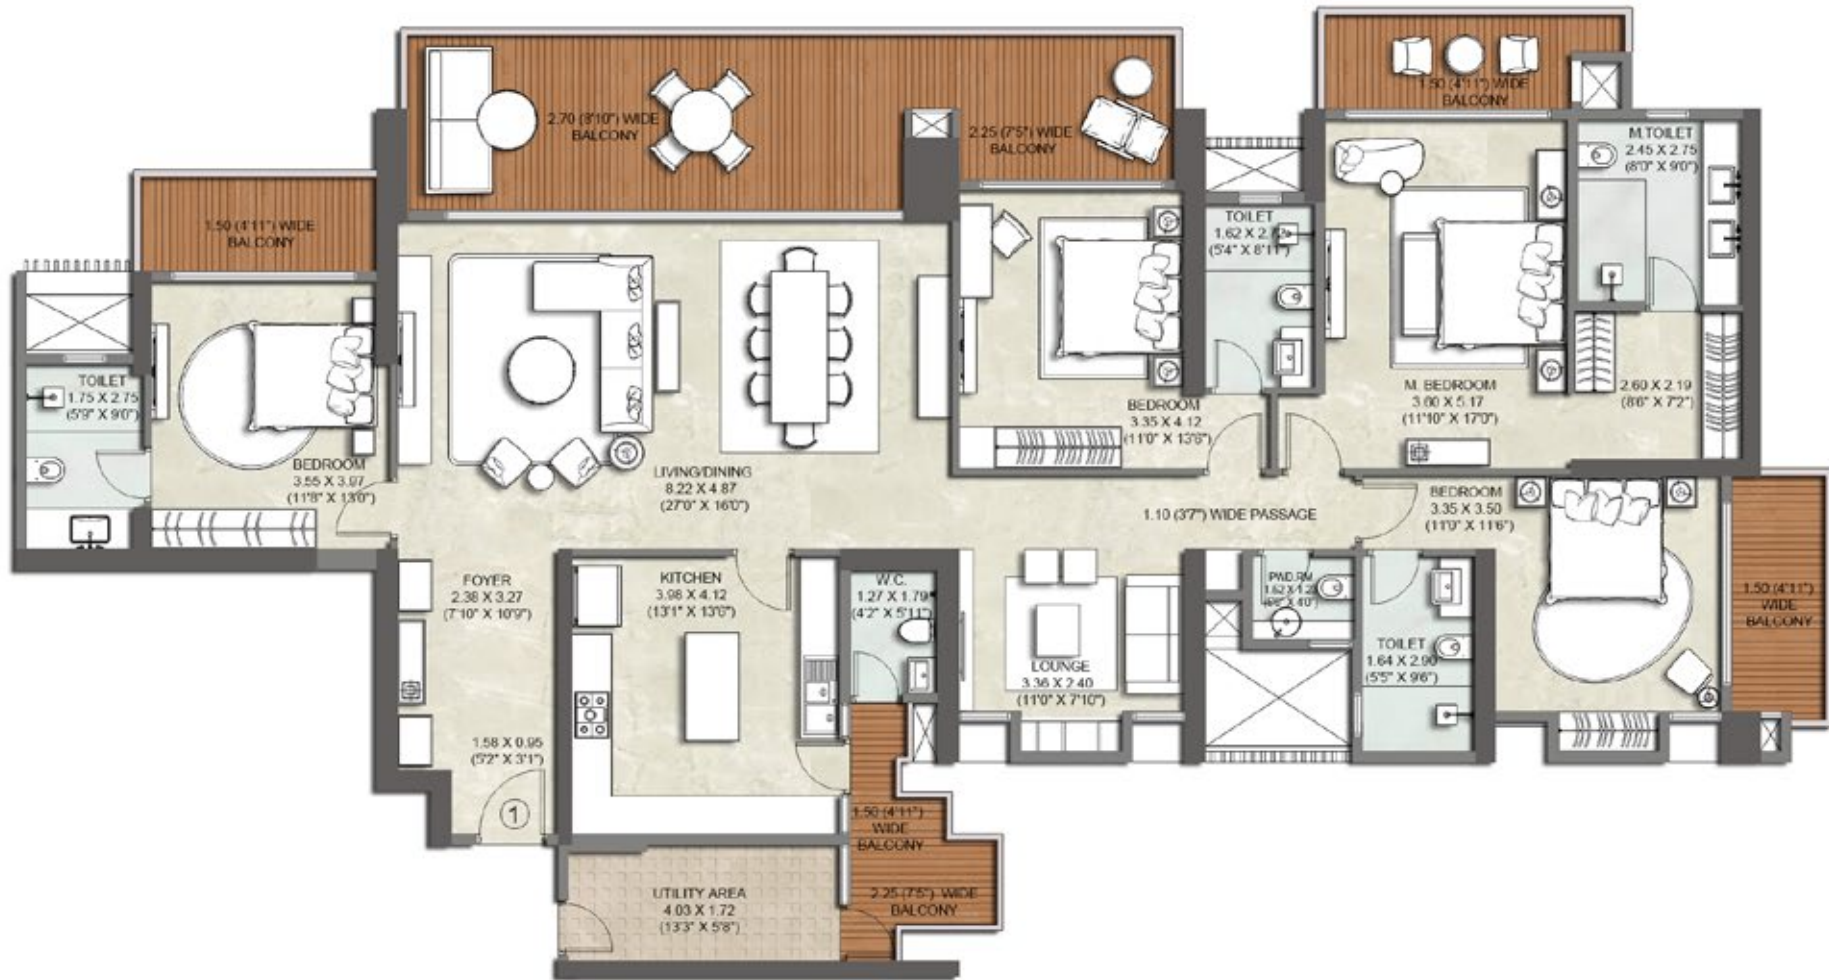 1.50 (4'11") WIDE
BALCONY
2.70 (8'10") WIDE
BALCONY
2.25 (7'5") WIDE
BALCONY
1.50 (4'11") WIDE
BALCONY
M.TOILET
2.45 X 2.75
(8'0" X 9'0")
TOILET
1.62 X 2.72
(5'4" X 8'11")
TOILET
1.75 X 2.75
(5'9" X 9'0")
BEDROOM
3.55 X 3.97
(11'8" X 13'0")
LIVING/DINING
8.22 X 4.87
(27'0" X 16'0")
BEDROOM
3.35 X 4.12
(11'0" X 13'6")
M. BEDROOM
3.60 X 5.17
(11'10" X 17'0")
2.60 X 2.19
(8'6" X 7'2")
1.10 (3'7") WIDE PASSAGE
BEDROOM
3.35 X 3.50
(11'0" X 11'6")
1.50 (4'11")
WIDE
BALCONY
FOYER
2.38 X 3.27
(7'10" X 10'9")
KITCHEN
3.98 X 4.12
(13'1" X 13'6")
W.C.
1.27 X 1.79
(4'2" X 5'11")
LOUNGE
3.36 X 2.40
(11'0" X 7'10")
PWD.RM
TOILET
1.64 X 2.90
(5'5" X 9'6")
1.58 X 0.95
(5'2" X 3'1")
1
1.50 (4'11")
WIDE
BALCONY
UTILITY AREA
4.03 X 1.72
(13'3" X 5'8")
2.25 (7'5") WIDE
BALCONY